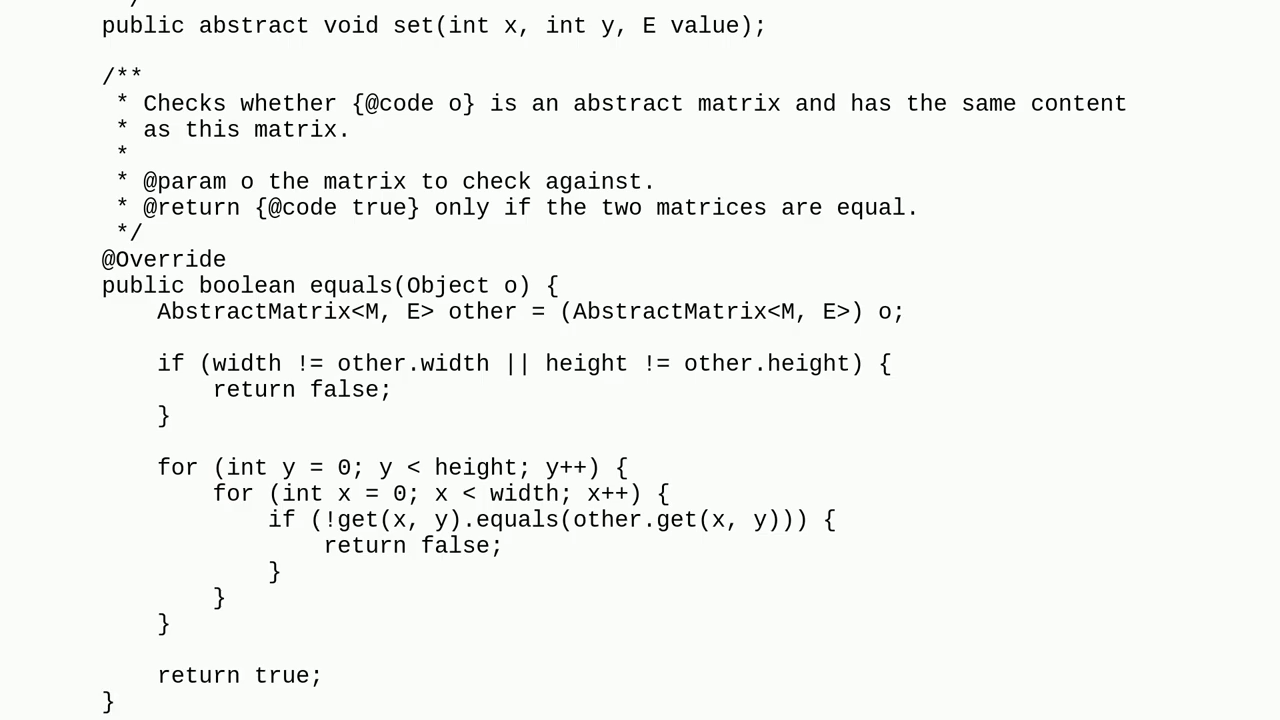 */
public abstract void set(int x, int y, E value);
/**
* Checks whether {@code o} is an abstract matrix and has the same content
* as this matrix.
*
* @param o the matrix to check against.
* @return {@code true} only if the two matrices are equal.
*/
@Override
public boolean equals(Object o) {
AbstractMatrix<M, E> other = (AbstractMatrix<M, E>) o;
if (width != other.width || height != other.height) {
return false;
}
for (int y = 0; y < height; y++) {
for (int x = 0; x < width; x++) {
if (!get(x, y).equals(other.get(x, y))) {
return false;
}
}
}
return true;
}